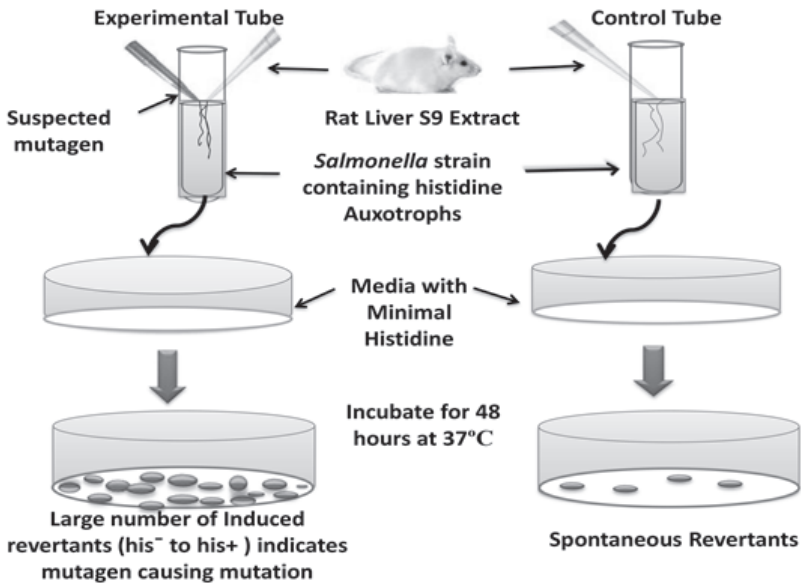 Experimental Tube
Control Tube
Suspected
mutagen
Rat Liver S9 Extract
Salmonella strain
containing histidine
Auxotrophs
Media with
Minimal
Histidine
Incubate for 48
hours at 37°C
Large number of Induced
revertants (his⁻ to his+ ) indicates
mutagen causing mutation
Spontaneous Revertants